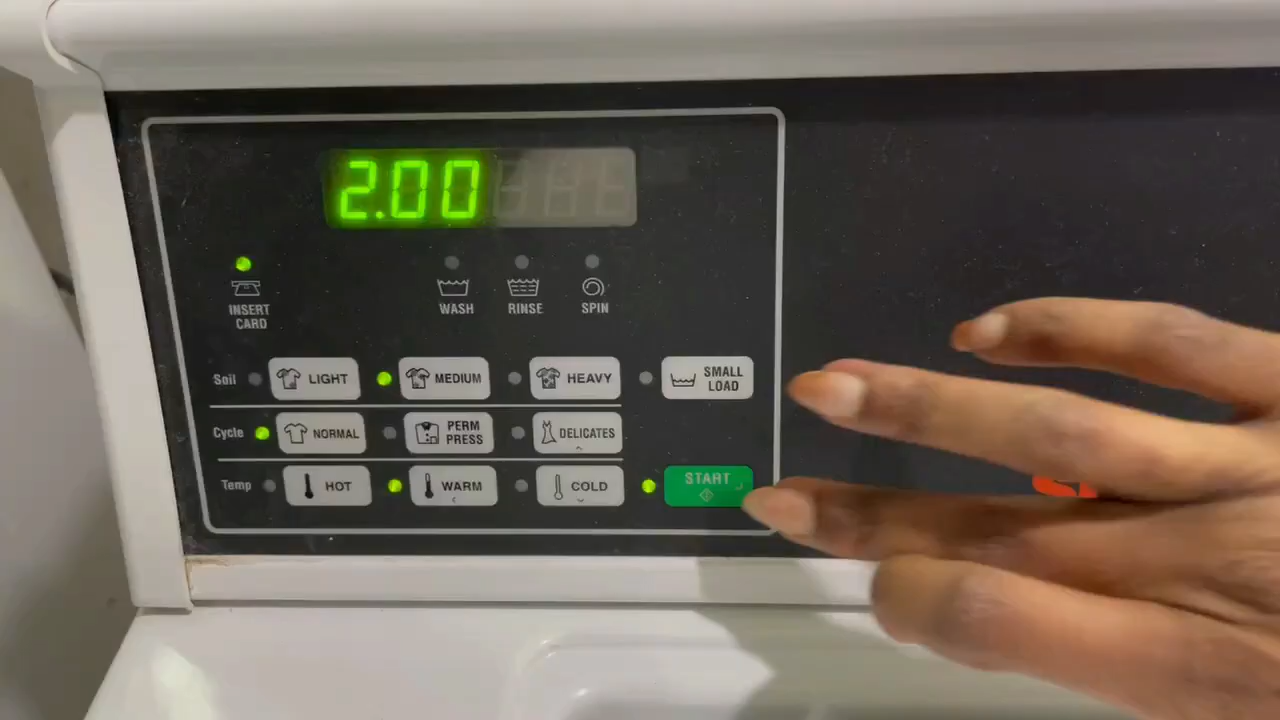 2.00
INSERT
CARD
WASH
RINSE
SPIN
Soil
LIGHT
MEDIUM
HEAVY
SMALL
LOAD
Cycle
NORMAL
PERM
PRESS
DELICATES
Temp
HOT
WARM
COLD
START